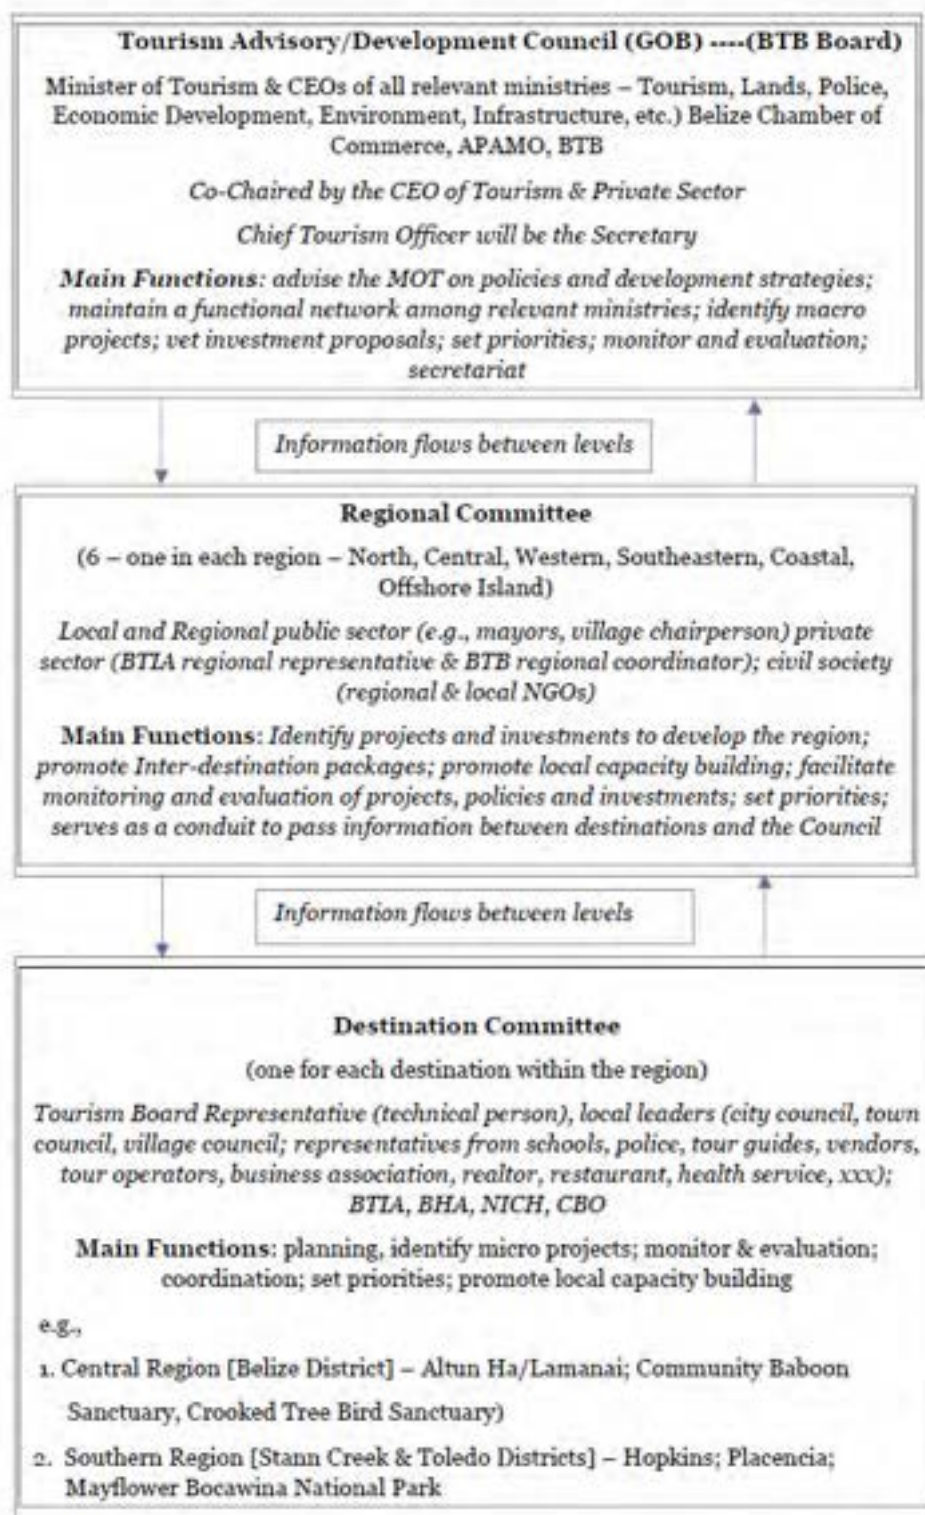 Tourism Advisory/Development Council (GOB) ----(BTB Board)
Minister of Tourism & CEOs of all relevant ministries – Tourism, Lands, Police,
Economic Development, Environment, Infrastructure, etc.) Belize Chamber of
Commerce, APAMO, BTB
Co-Chaired by the CEO of Tourism & Private Sector
Chief Tourism Officer will be the Secretary
Main Functions: advise the MOT on policies and development strategies;
maintain a functional network among relevant ministries; identify macro
projects; vet investment proposals; set priorities; monitor and evaluation;
secretariat
Information flows between levels
Regional Committee
(6 – one in each region – North, Central, Western, Southeastern, Coastal,
Offshore Island)
Local and Regional public sector (e.g., mayors, village chairperson) private
sector (BTIA regional representative & BTB regional coordinator); civil society
(regional & local NGOs)
Main Functions: Identify projects and investments to develop the region;
promote Inter-destination packages; promote local capacity building; facilitate
monitoring and evaluation of projects, policies and investments; set priorities;
serves as a conduit to pass information between destinations and the Council
Information flows between levels
Destination Committee
(one for each destination within the region)
Tourism Board Representative (technical person), local leaders (city council, town
council, village council; representatives from schools, police, tour guides, vendors,
tour operators, business association, realtor, restaurant, health service, xxx);
BTIA, BHA, NICH, CBO
Main Functions: planning, identify micro projects; monitor & evaluation;
coordination; set priorities; promote local capacity building
e.g.,
1. Central Region [Belize District] – Altun Ha/Lamanai; Community Baboon
Sanctuary, Crooked Tree Bird Sanctuary)
2. Southern Region [Stann Creek & Toledo Districts] – Hopkins; Placencia;
Mayflower Bocawina National Park